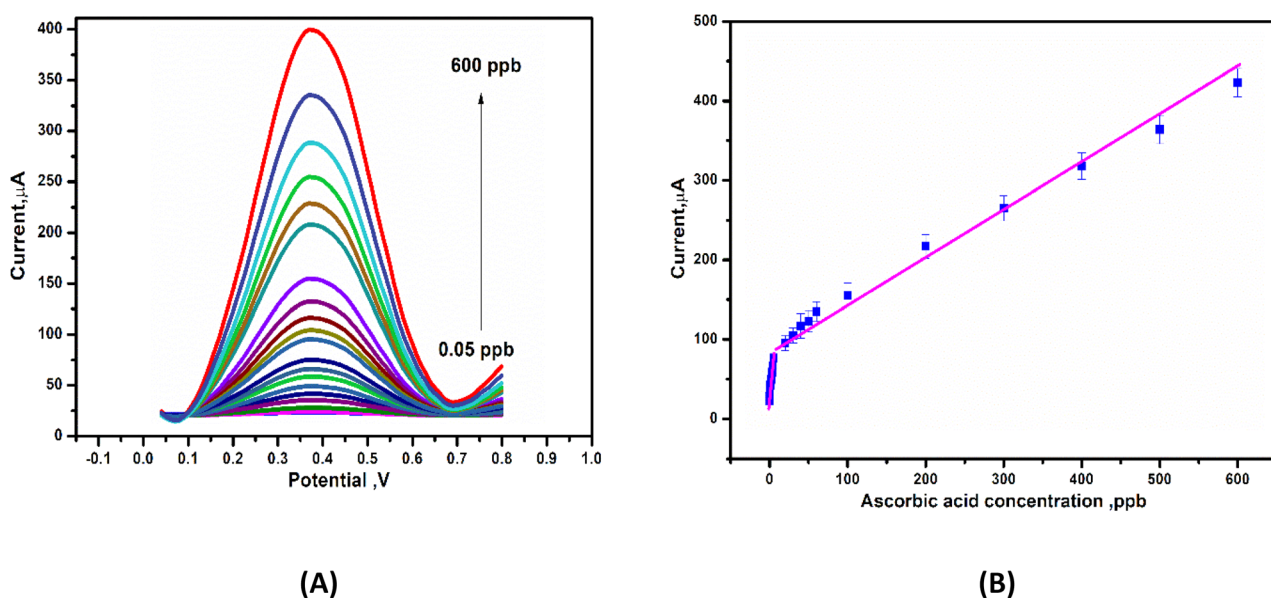 400
350
300
250
200
150
100
50
0
Current,μA
600 ppb
0.05 ppb
-0.1 0.0 0.1 0.2 0.3 0.4 0.5 0.6 0.7 0.8 0.9 1.0
Potential ,V
(A)
500
400
300
200
100
0
Current,μA
0 100 200 300 400 500 600
Ascorbic acid concentration ,ppb
(B)